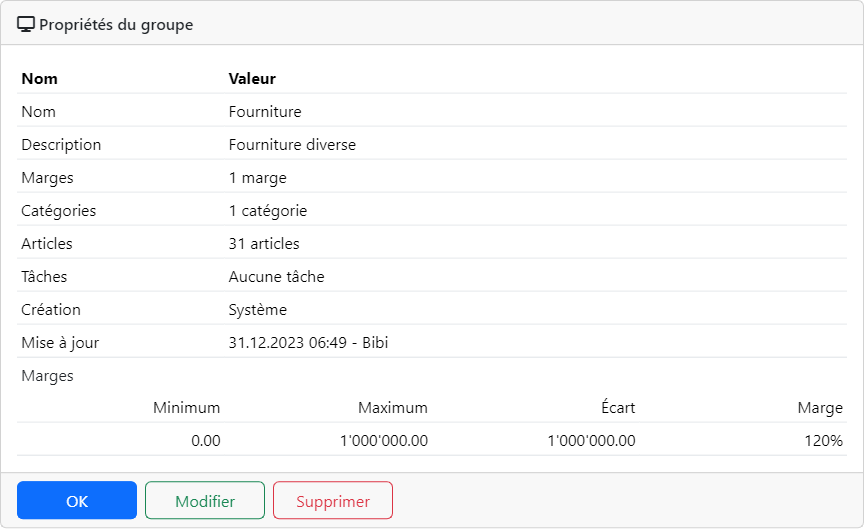 Propriétés du groupe
Nom Valeur
Nom Fourniture
Description Fourniture diverse
Marges 1 marge
Catégories 1 catégorie
Articles 31 articles
Tâches Aucune tâche
Création Système
Mise à jour 31.12.2023 06:49 - Bibi
Marges
Minimum Maximum Écart Marge
0.00 1'000'000.00 1'000'000.00 120%
OK Modifier Supprimer